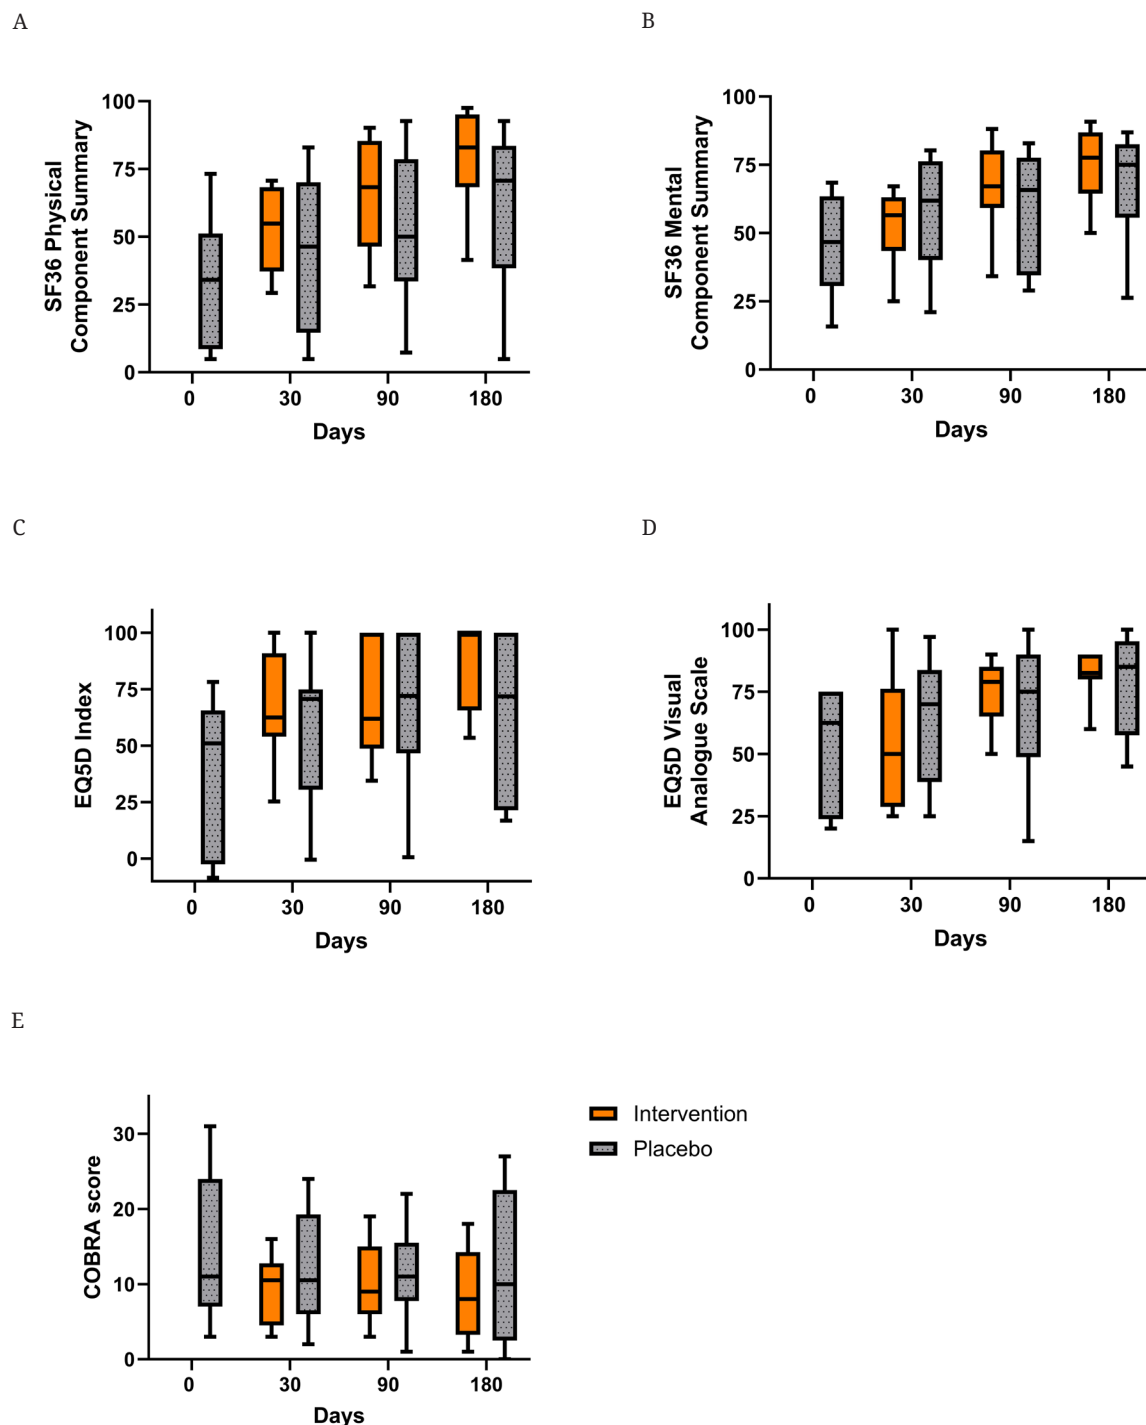 A
SF36 Physical
Component Summary
100
75
50
25
0
0 30 90 180
Days
B
SF36 Mental
Component Summary
100
75
50
25
0
0 30 90 180
Days
C
EQ5D Index
100
75
50
25
0
0 30 90 180
Days
D
EQ5D Visual
Analogue Scale
100
75
50
25
0
0 30 90 180
Days
E
COBRA score
30
20
10
0
0 30 90 180
Days
Intervention
Placebo